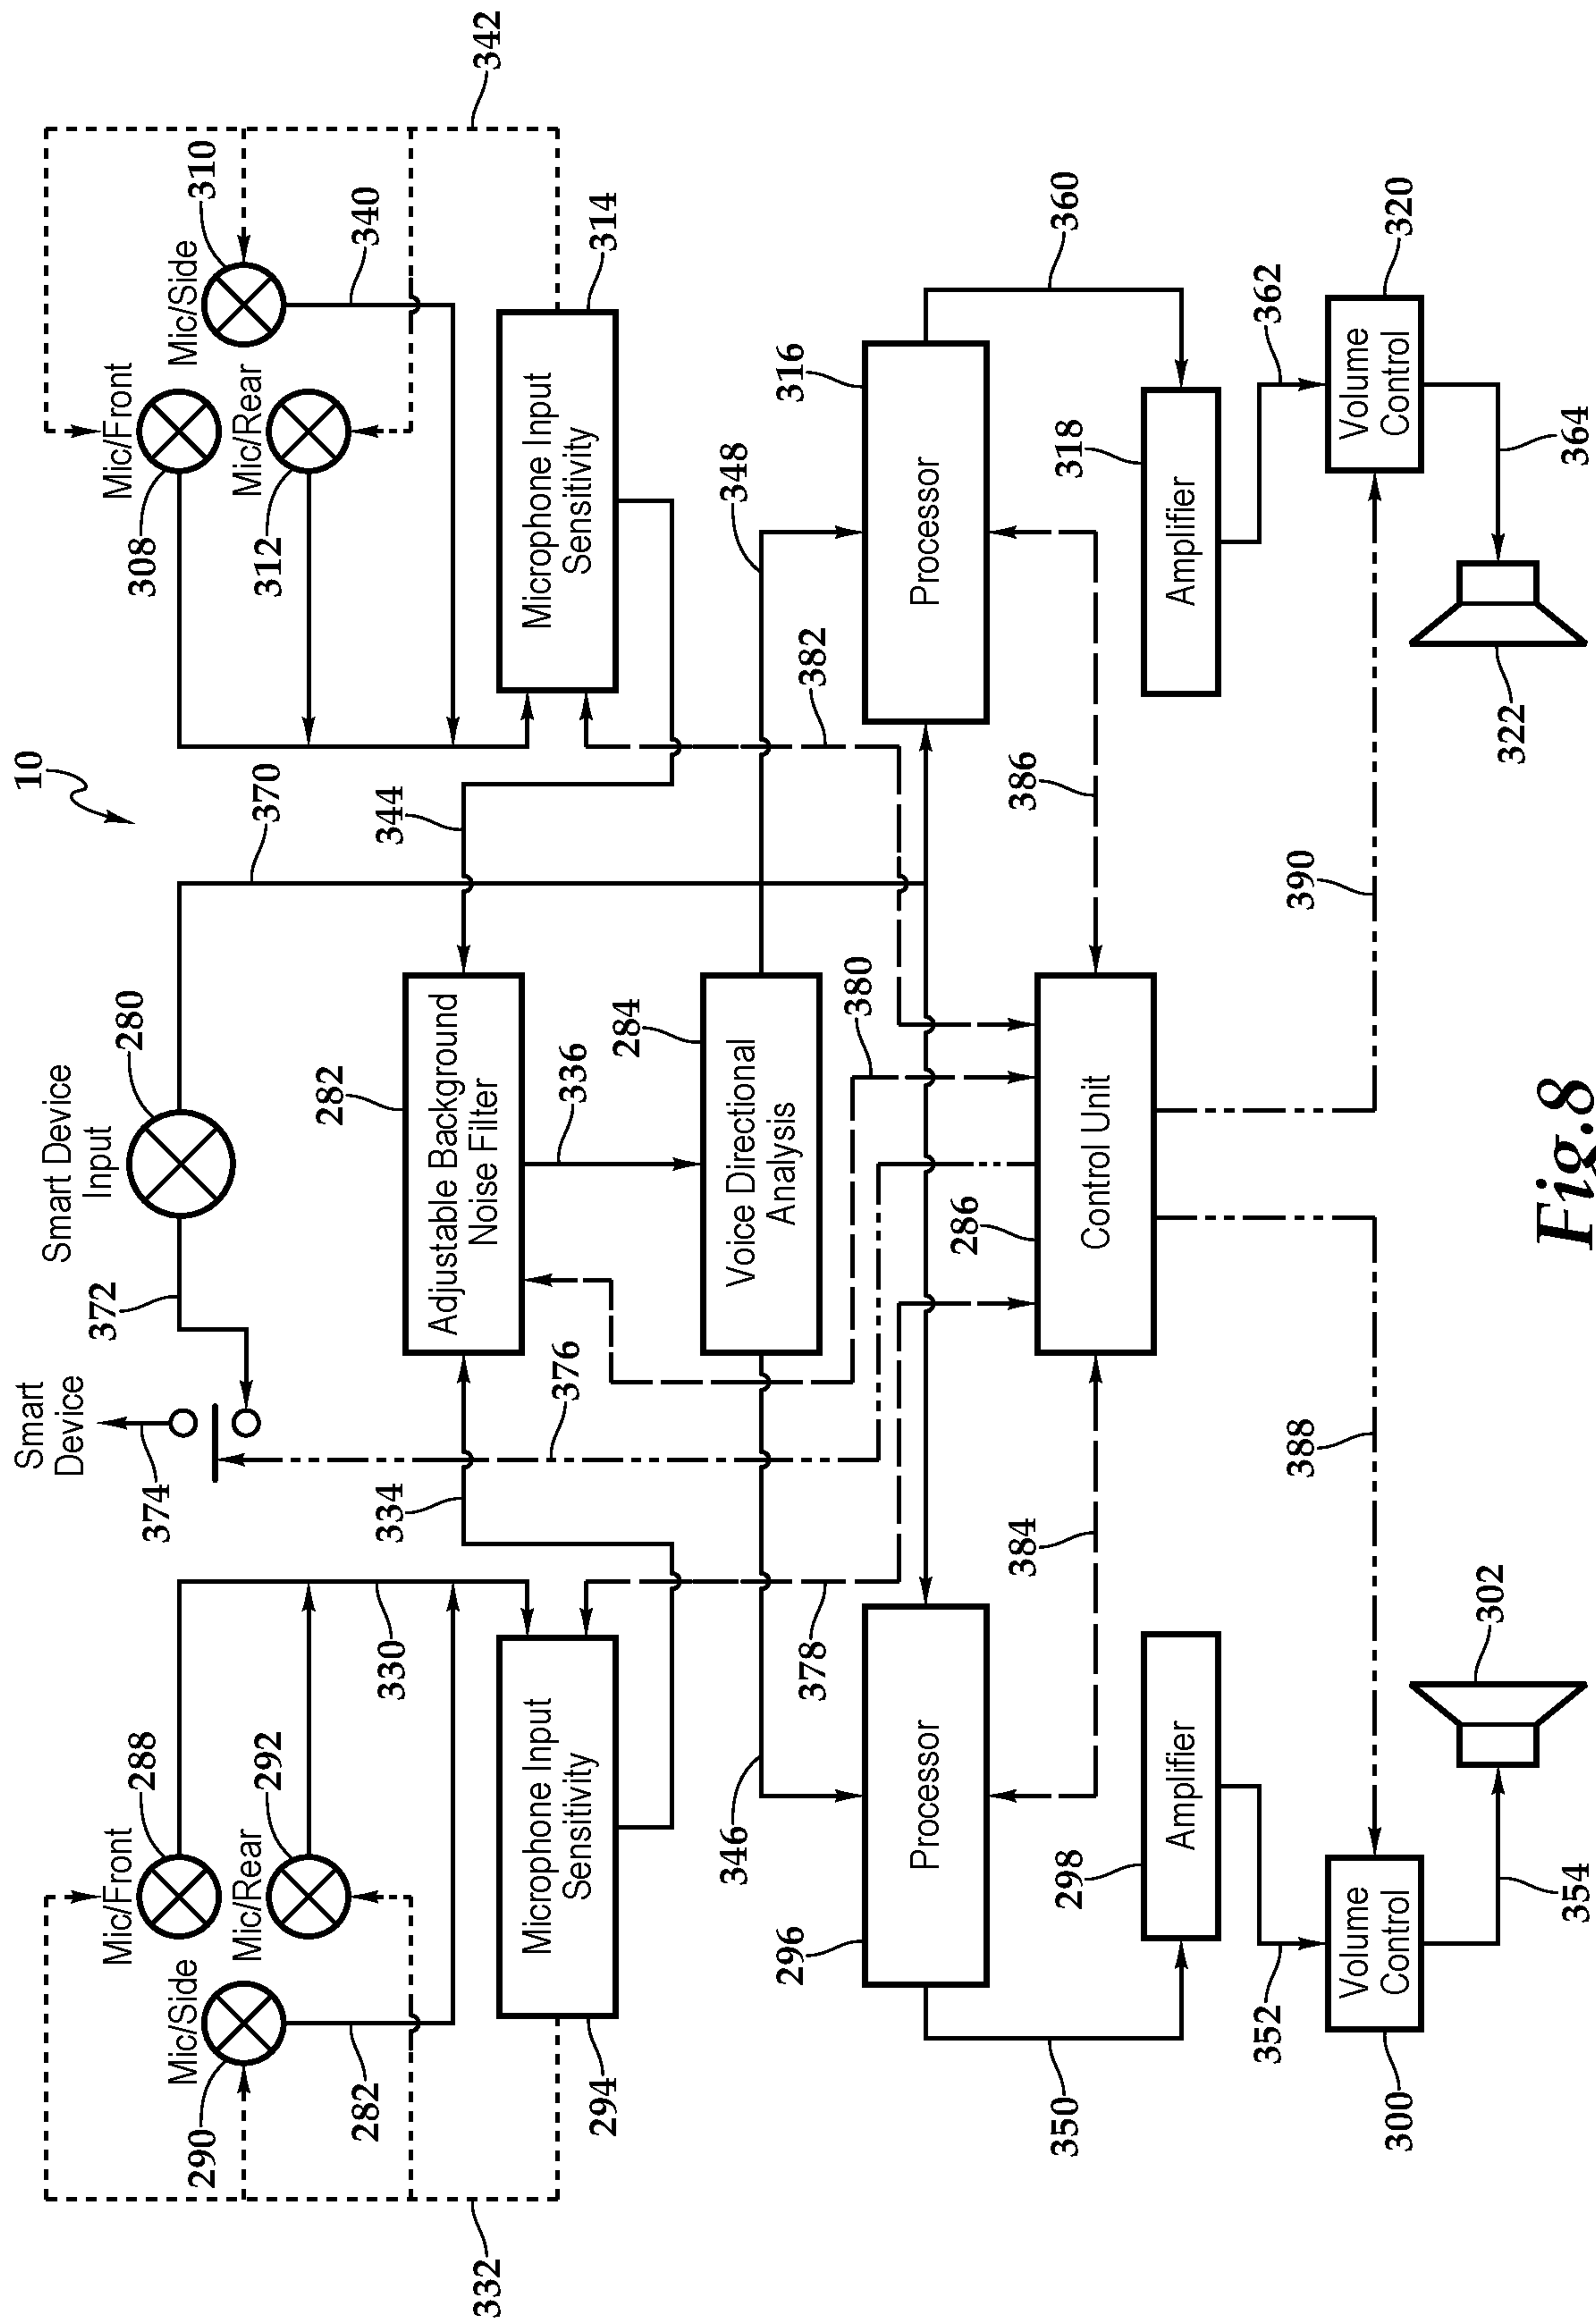 10
Smart
Device
Smart Device
Input
374
372
280
370
Mic/Front
288
Mic/Side
290
Mic/Rear
292
282
330
332
Mic/Front
308
Mic/Side
310
Mic/Rear
312
340
342
334
282
344
Adjustable Background
Noise Filter
Microphone Input
Sensitivity
294
Microphone Input
Sensitivity
314
376
336
284
Voice Directional
Analysis
346
348
378
380
382
296
Processor
316
Processor
286
Control Unit
384
386
350
360
298
Amplifier
318
Amplifier
352
362
388
390
300
Volume
Control
320
Volume
Control
302
322
354
364
Fig.8